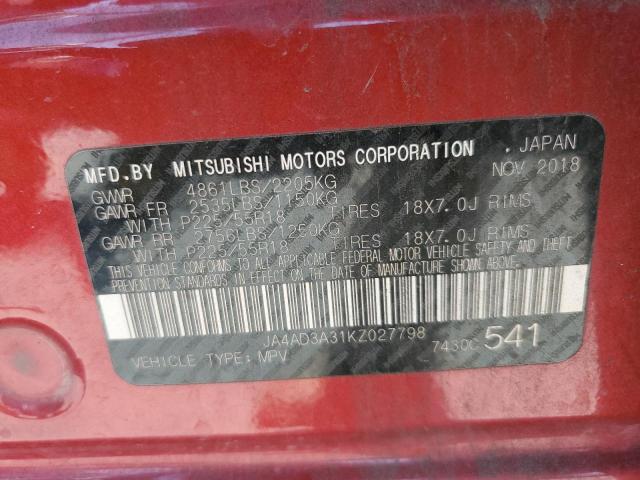 MFD.BY MITSUBISHI MOTORS CORPORATION . JAPAN
GVWR 4861LBS/2205KG NOV 2018
GAWR FR 2535LBS/1150KG
WITH P225/55R18 TIRES 18X7.0J RIMS
GAWR RR 2756LBS/1250KG
WITH P225/55R18 TIRES 18X7.0J RIMS
THIS VEHICLE CONFORMS TO ALL APPLICABLE FEDERAL MOTOR VEHICLE SAFETY AND THEFT
PREVENTION STANDARDS IN EFFECT ON THE DATE OF MANUFACTURE SHOWN ABOVE.
JA4AD3A31KZ027798
VEHICLE TYPE: MPV 7430C 541